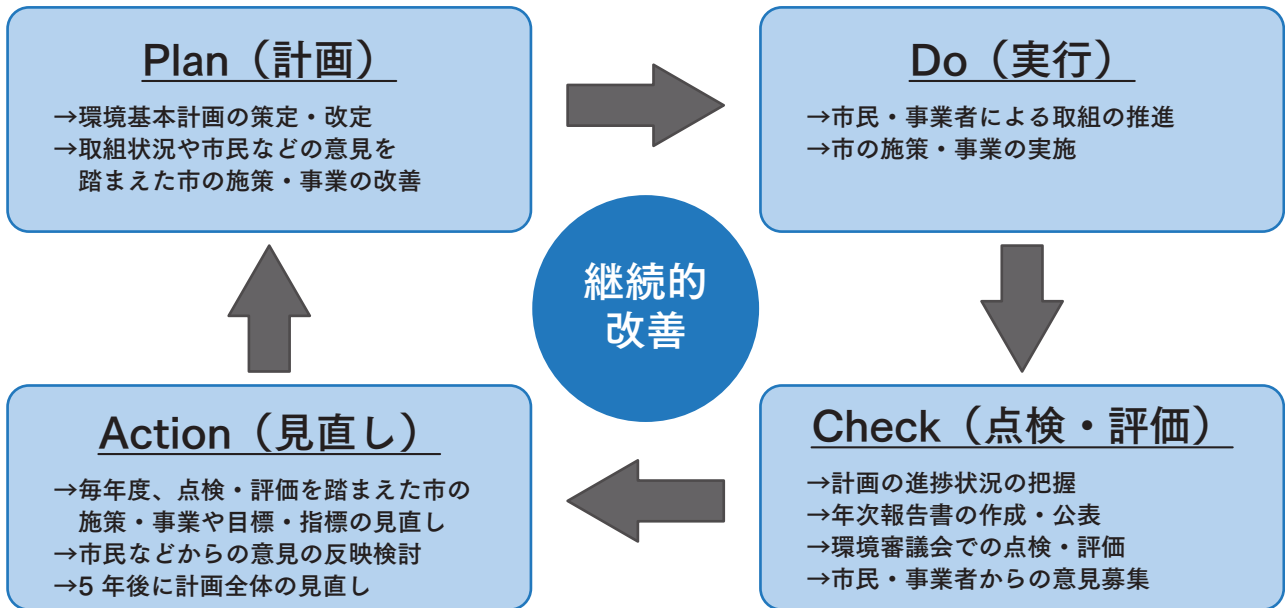 Plan（計画）
→環境基本計画の策定・改定
→取組状況や市民などの意見を
踏まえた市の施策・事業の改善
Do（実行）
→市民・事業者による取組の推進
→市の施策・事業の実施
継続的
改善
Action（見直し）
→毎年度、点検・評価を踏まえた市の
施策・事業や目標・指標の見直し
→市民などからの意見の反映検討
→5 年後に計画全体の見直し
Check（点検・評価）
→計画の進捗状況の把握
→年次報告書の作成・公表
→環境審議会での点検・評価
→市民・事業者からの意見募集